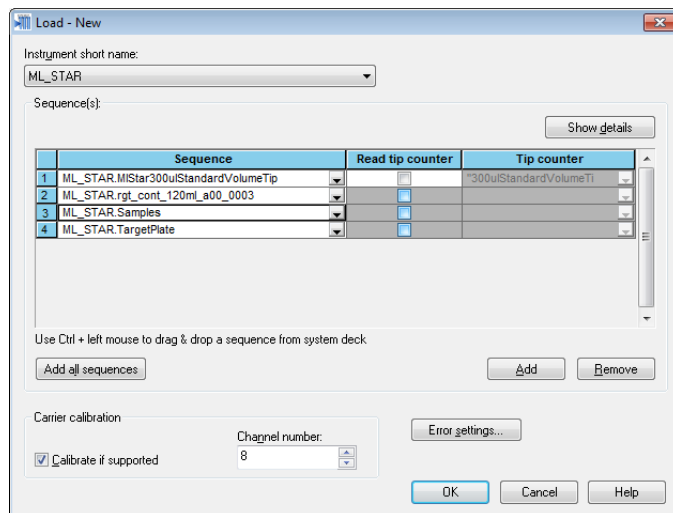 Load - New
Instrument short name:
ML_STAR
Sequence(s):
Show details
Sequence Read tip counter Tip counter
1 ML_STAR.MlStar300ulStandardVolumeTip "300ulStandardVolumeTi
2 ML_STAR.rgt_cont_120ml_a00_0003
3 ML_STAR.Samples
4 ML_STAR.TargetPlate
Use Ctrl + left mouse to drag & drop a sequence from system deck
Add all sequences Add Remove
Carrier calibration
Channel number: Error settings...
Calibrate if supported 8
OK Cancel Help